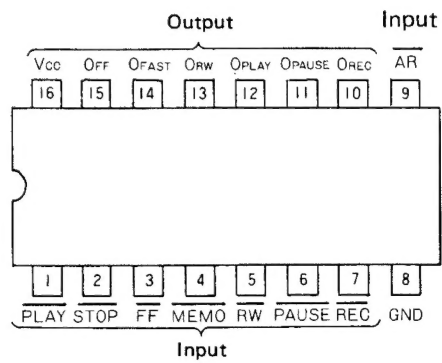 Output Input
VCC OFF OFAST ORW OPLAY OPAUSE OREC AR
16 15 14 13 12 11 10 9
1 2 3 4 5 6 7 8
PLAY STOP FF MEMO RW PAUSE REC GND
Input